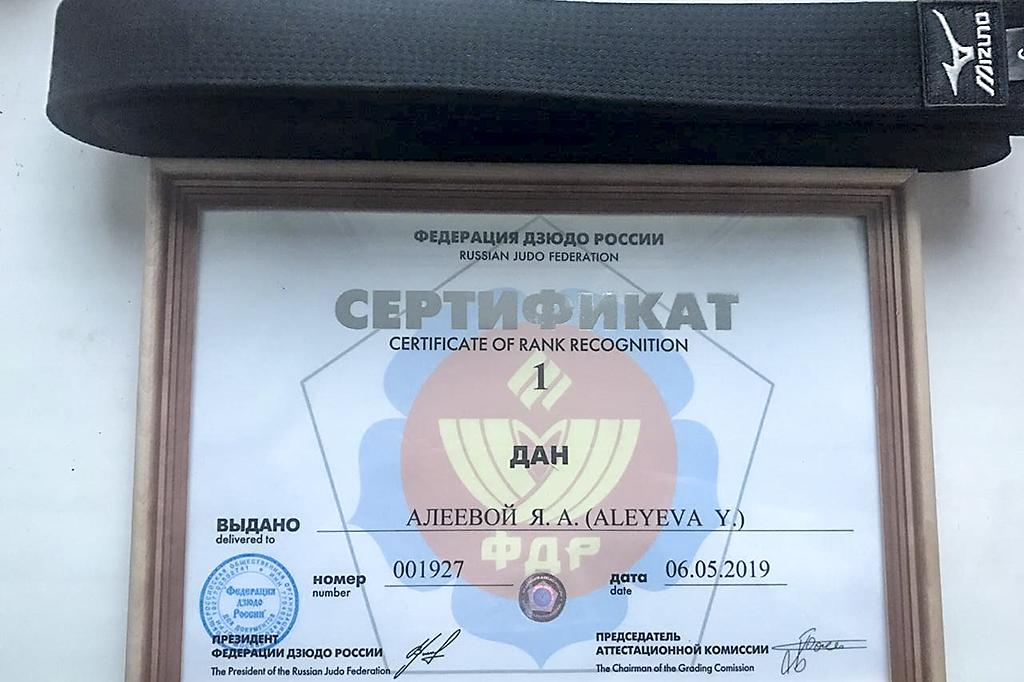 MIZUNO
ФЕДЕРАЦИЯ ДЗЮДО РОССИИ
RUSSIAN JUDO FEDERATION
СЕРТИФИКАТ
CERTIFICATE OF RANK RECOGNITION
1
ДАН
ВЫДАНО АЛЕЕВОЙ Я. А. (ALEYEVA Y.)
delivered to
ФДР
номер 001927 дата 06.05.2019
number date
Федерация
дзюдо
России
ПРЕЗИДЕНТ
ФЕДЕРАЦИИ ДЗЮДО РОССИИ
The President of the Russian Judo Federation
ПРЕДСЕДАТЕЛЬ
АТТЕСТАЦИОННОЙ КОМИССИИ
The Chairman of the Grading Comission